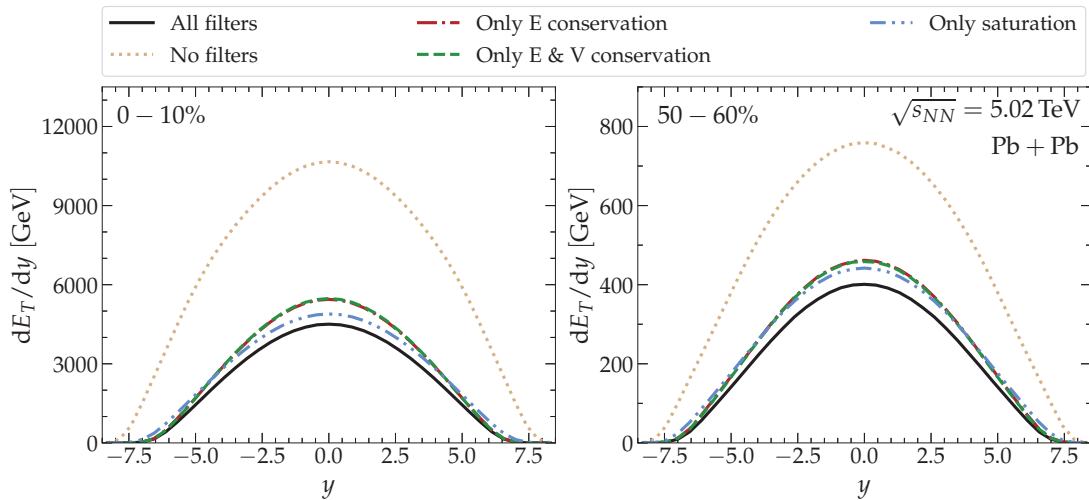 All filters
No filters
Only E conservation
Only E & V conservation
Only saturation
0 − 10%
dE_T/dy [GeV]
12000
9000
6000
3000
0
−7.5 −5.0 −2.5 0.0 2.5 5.0 7.5
y
50 − 60%
√s_NN = 5.02 TeV
Pb + Pb
dE_T/dy [GeV]
800
600
400
200
0
−7.5 −5.0 −2.5 0.0 2.5 5.0 7.5
y